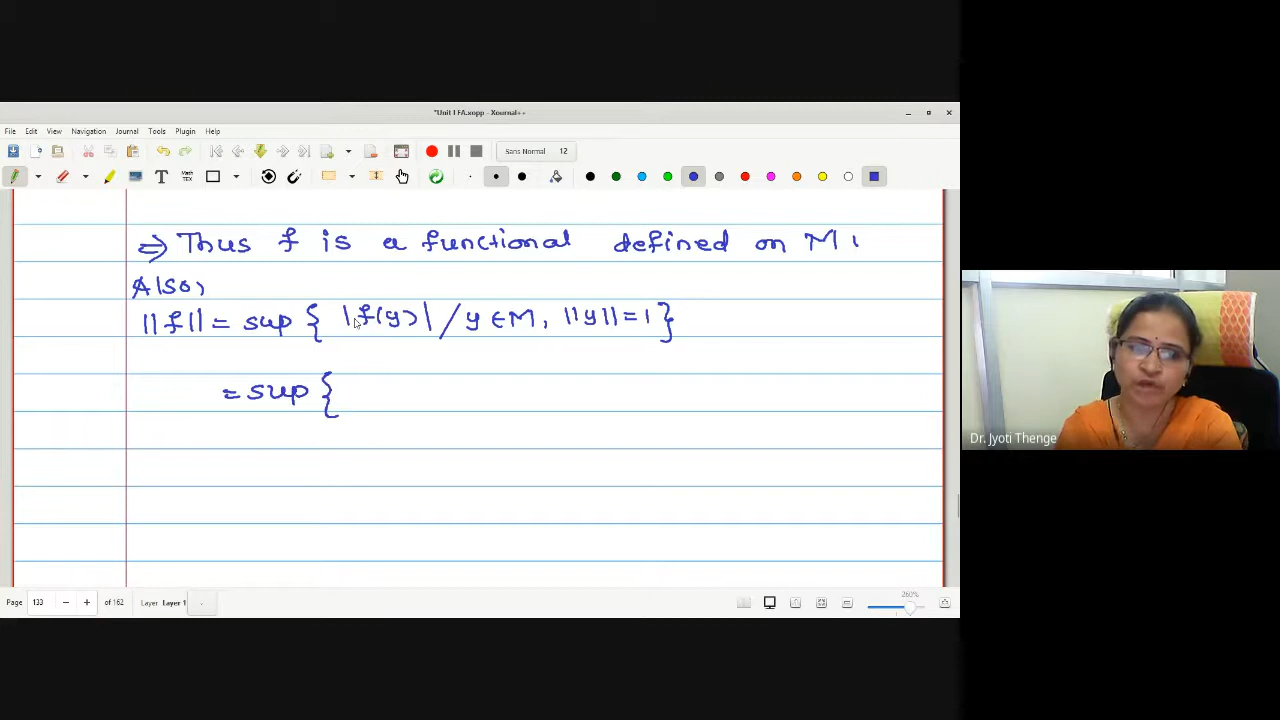 *Unit I FA.xopp - Xournal++
File Edit View Navigation Journal Tools Plugin Help
Sans Normal 12
⇒ Thus f is a functional defined on M.
Also,
||f|| = sup { |f(y)| / y ∈ M, ||y|| = 1 }
= sup {
Dr. Jyoti Thenge
Page 133 of 162 Layer Layer 1 260%